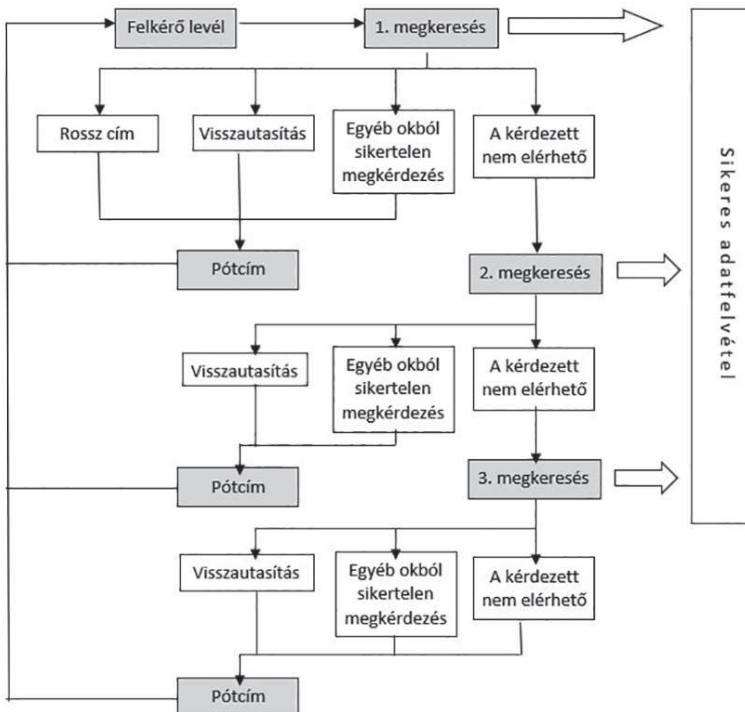 Felkérő levél
1. megkeresés
Rossz cím
Visszautasítás
Egyéb okból
sikertelen
megkérdezés
A kérdezett
nem elérhető
Pótcím
2. megkeresés
Visszautasítás
Egyéb okból
sikertelen
megkérdezés
A kérdezett
nem elérhető
Pótcím
3. megkeresés
Visszautasítás
Egyéb okból
sikertelen
megkérdezés
A kérdezett
nem elérhető
Pótcím
Sikeres adatfelvétel